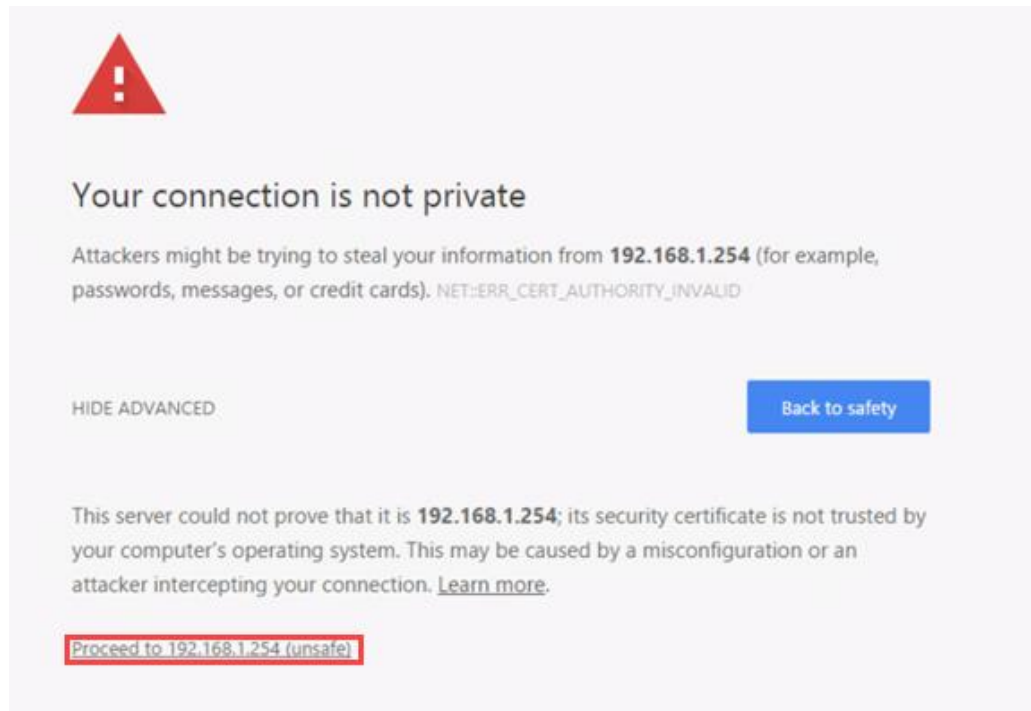 Your connection is not private
Attackers might be trying to steal your information from 192.168.1.254 (for example,
passwords, messages, or credit cards). NET::ERR_CERT_AUTHORITY_INVALID
HIDE ADVANCED
Back to safety
This server could not prove that it is 192.168.1.254; its security certificate is not trusted by
your computer's operating system. This may be caused by a misconfiguration or an
attacker intercepting your connection. Learn more.
Proceed to 192.168.1.254 (unsafe)